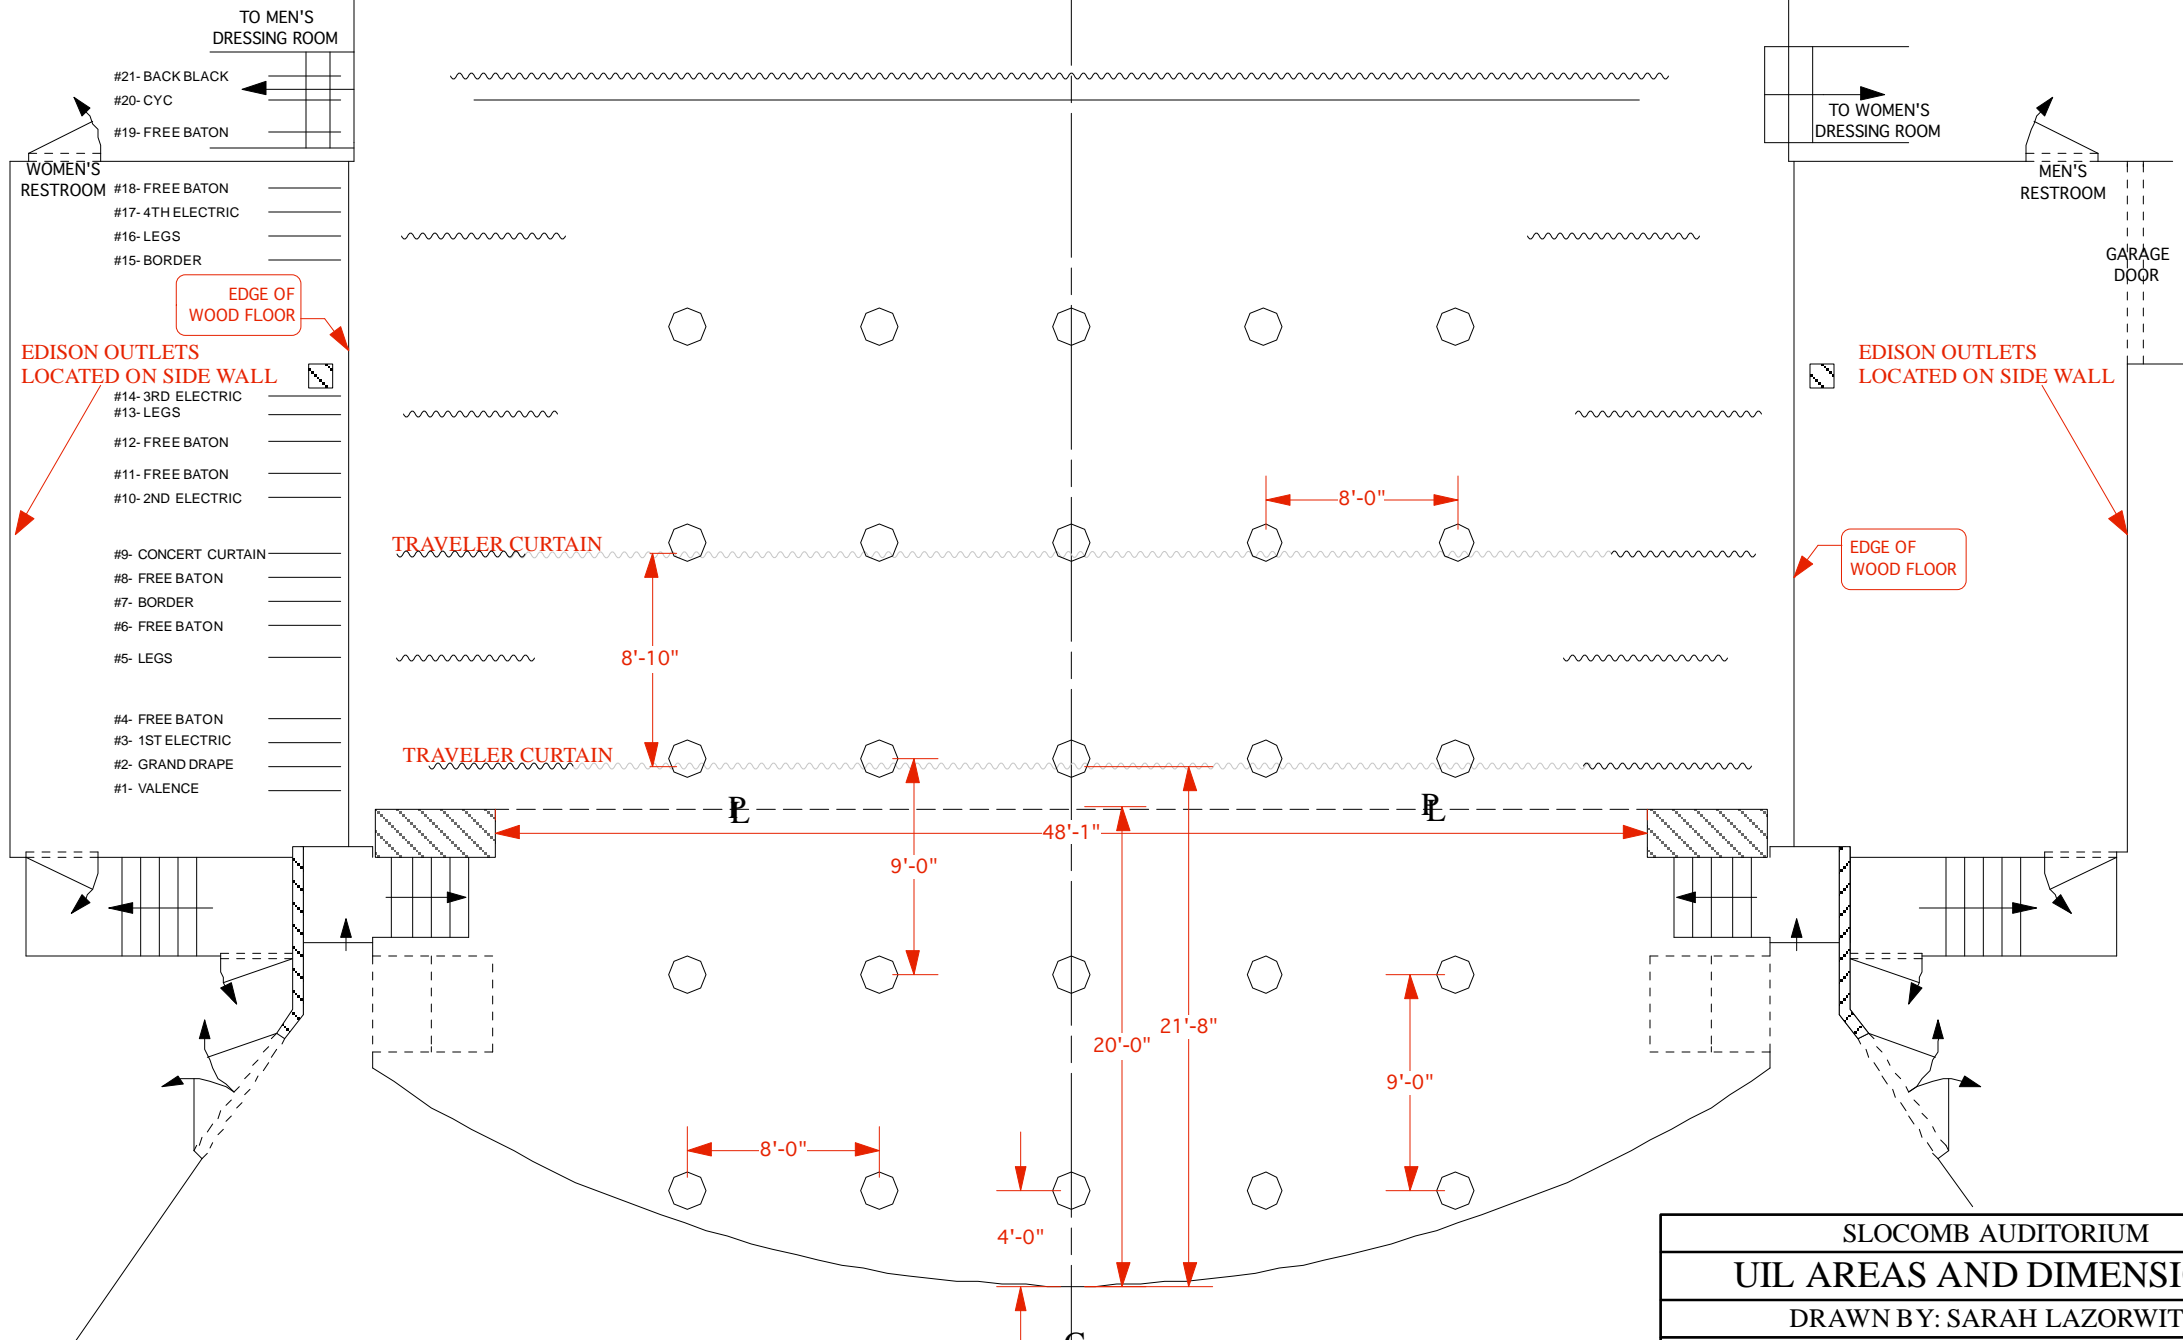 TO MEN'S
DRESSING ROOM
#21- BACK BLACK
#20- CYC
#19- FREE BATON
WOMEN'S
RESTROOM
#18- FREE BATON
#17- 4TH ELECTRIC
#16- LEGS
#15- BORDER
EDGE OF
WOOD FLOOR
EDISON OUTLETS
LOCATED ON SIDE WALL
#14- 3RD ELECTRIC
#13- LEGS
#12- FREE BATON
#11- FREE BATON
#10- 2ND ELECTRIC
#9- CONCERT CURTAIN
#8- FREE BATON
#7- BORDER
#6- FREE BATON
#5- LEGS
#4- FREE BATON
#3- 1ST ELECTRIC
#2- GRAND DRAPE
#1- VALENCE
TO WOMEN'S
DRESSING ROOM
MEN'S
RESTROOM
GARAGE
DOOR
EDISON OUTLETS
LOCATED ON SIDE WALL
8'-0"
TRAVELER CURTAIN
EDGE OF
WOOD FLOOR
8'-10"
TRAVELER CURTAIN
PL
PL
48'-1"
9'-0"
21'-8"
20'-0"
9'-0"
8'-0"
4'-0"
SLOCOMB AUDITORIUM
UIL AREAS AND DIMENSI
DRAWN BY: SARAH LAZORWIT